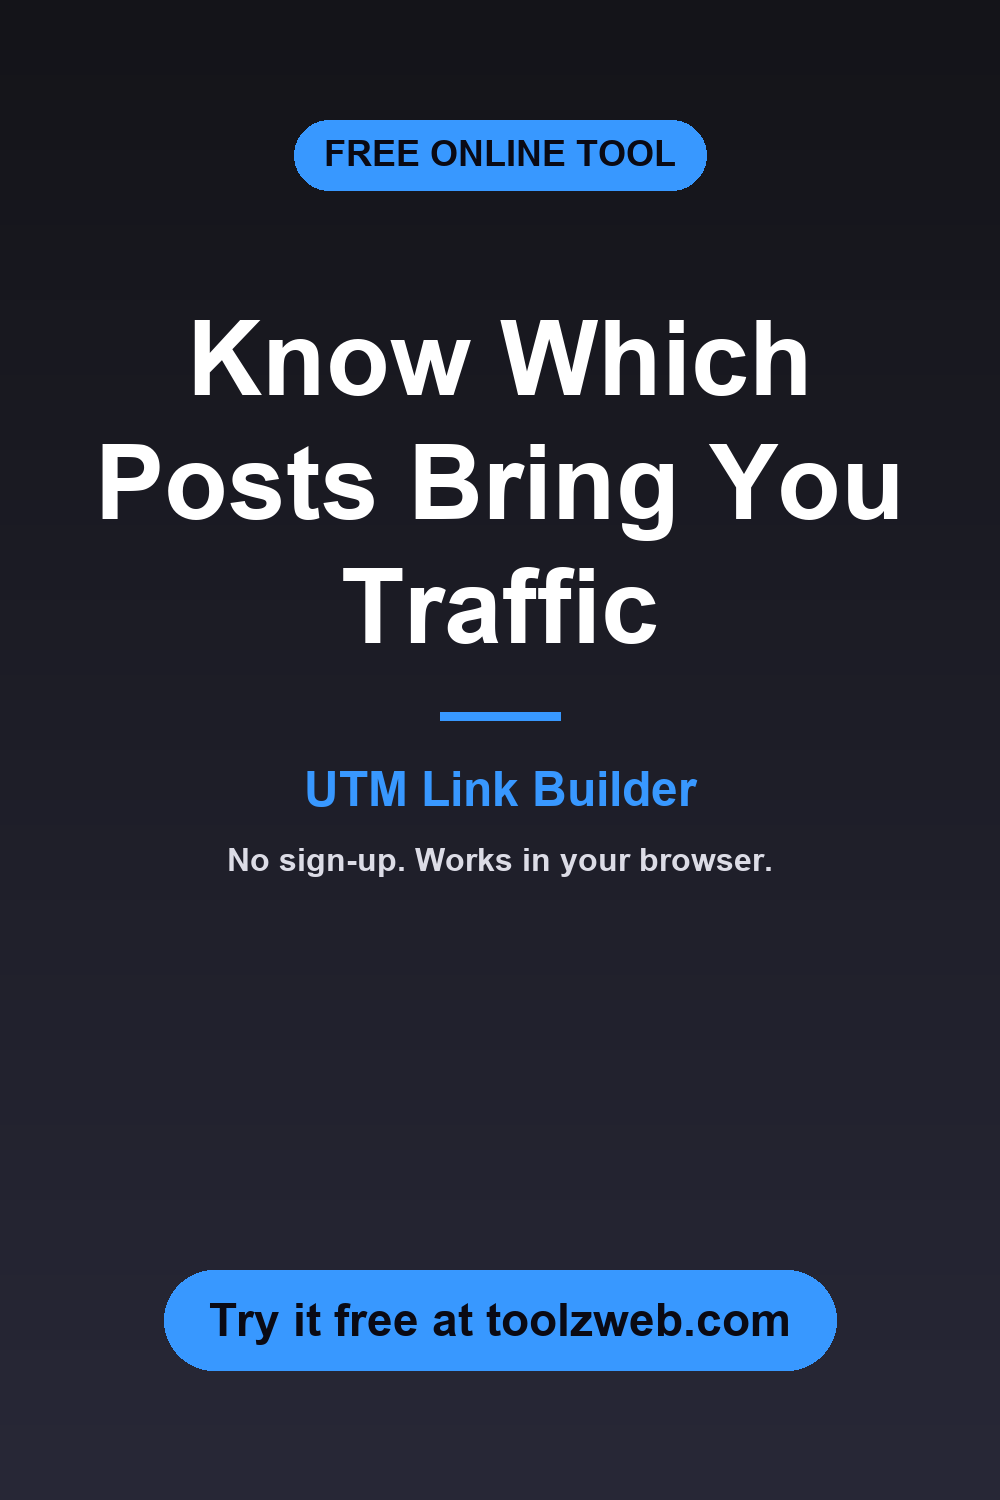 FREE ONLINE TOOL
Know Which
Posts Bring You
Traffic
UTM Link Builder
No sign-up. Works in your browser.
Try it free at toolzweb.com